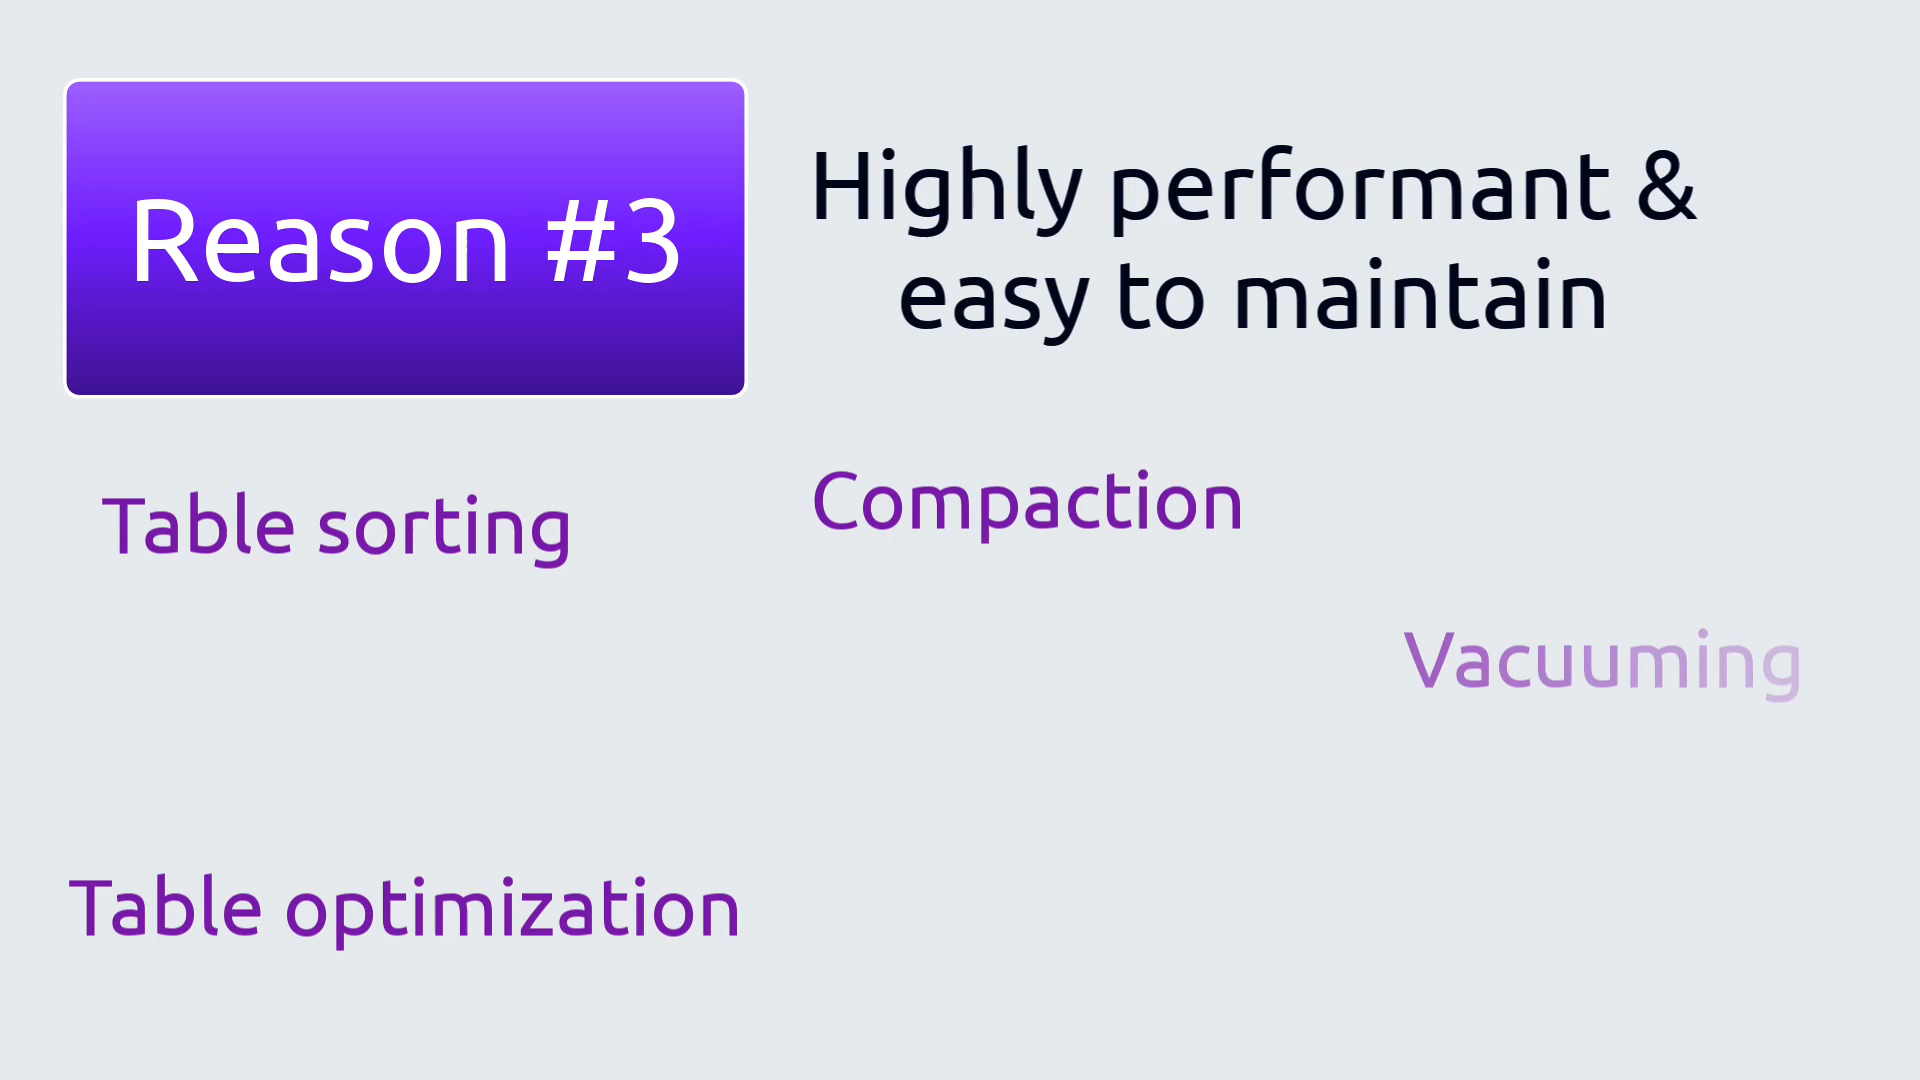 Reason #3
Highly performant &
easy to maintain
Table sorting
Compaction
Vacuuming
Table optimization